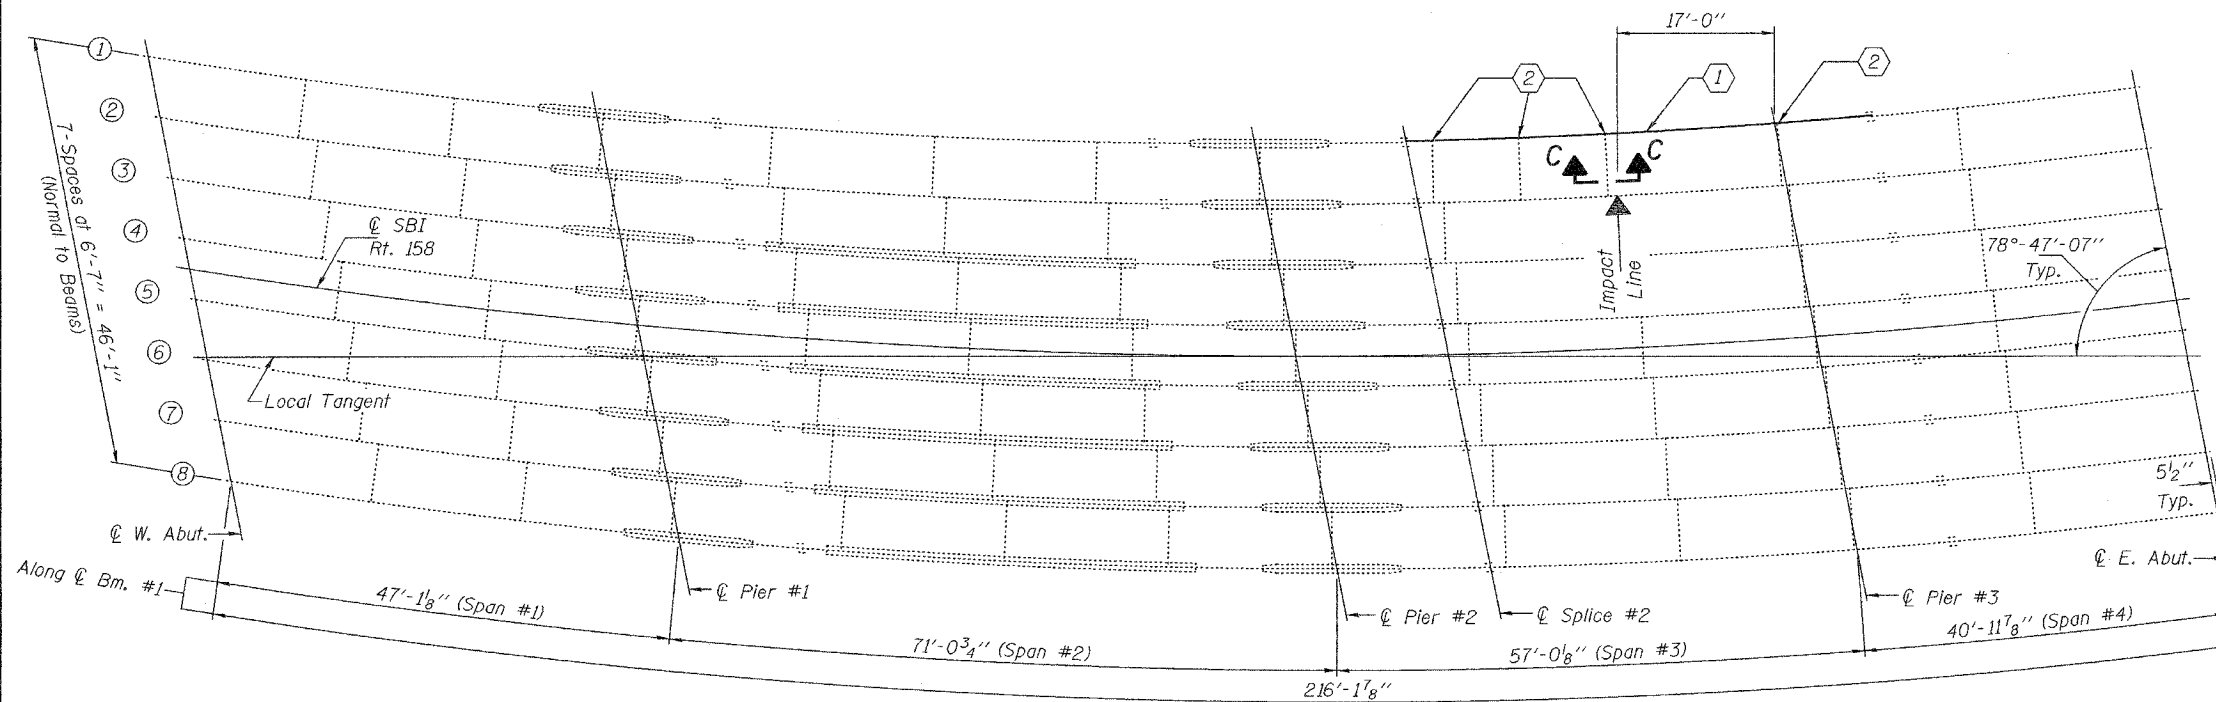 17'-0"
1
2
2
1
2
3
4
5
6
7
8
7-Spaces at 6'-7" = 46'-1"
(Normal to Beams)
℄ SBI
Rt. 158
C
C
Impact
Line
78°-47'-07"
Typ.
Local Tangent
5½"
Typ.
℄ W. Abut.
℄ E. Abut.
Along ℄ Bm. #1
℄ Pier #1
℄ Pier #2
℄ Splice #2
℄ Pier #3
47'-1⅛" (Span #1)
71'-0¾" (Span #2)
57'-0⅛" (Span #3)
40'-11⅞" (Span #4)
216'-1⅞"